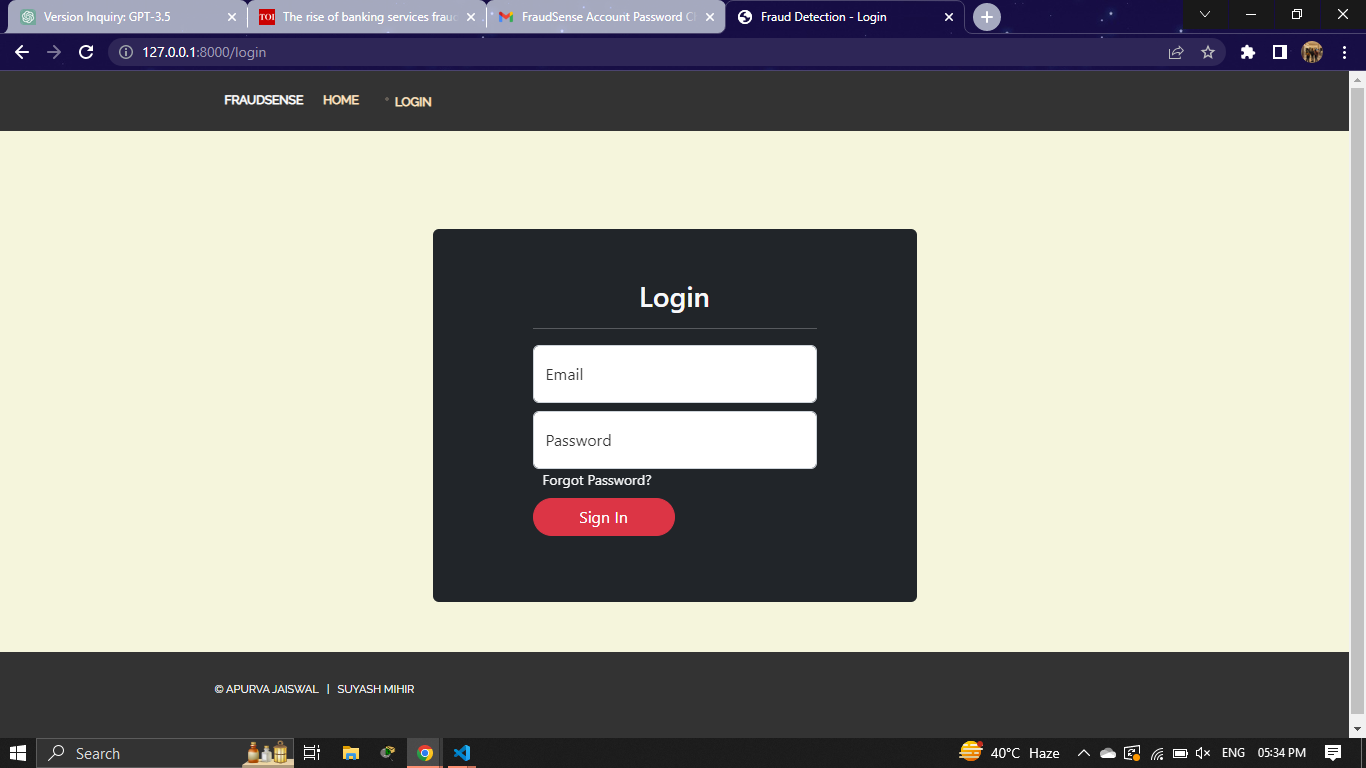 Version Inquiry: GPT-3.5
The rise of banking services frauc
FraudSense Account Password C
Fraud Detection - Login
127.0.0.1:8000/login
FRAUDSENSE HOME LOGIN
Login
Email
Password
Forgot Password?
Sign In
© APURVA JAISWAL | SUYASH MIHIR
Search
40°C Haze
ENG
05:34 PM
TOI